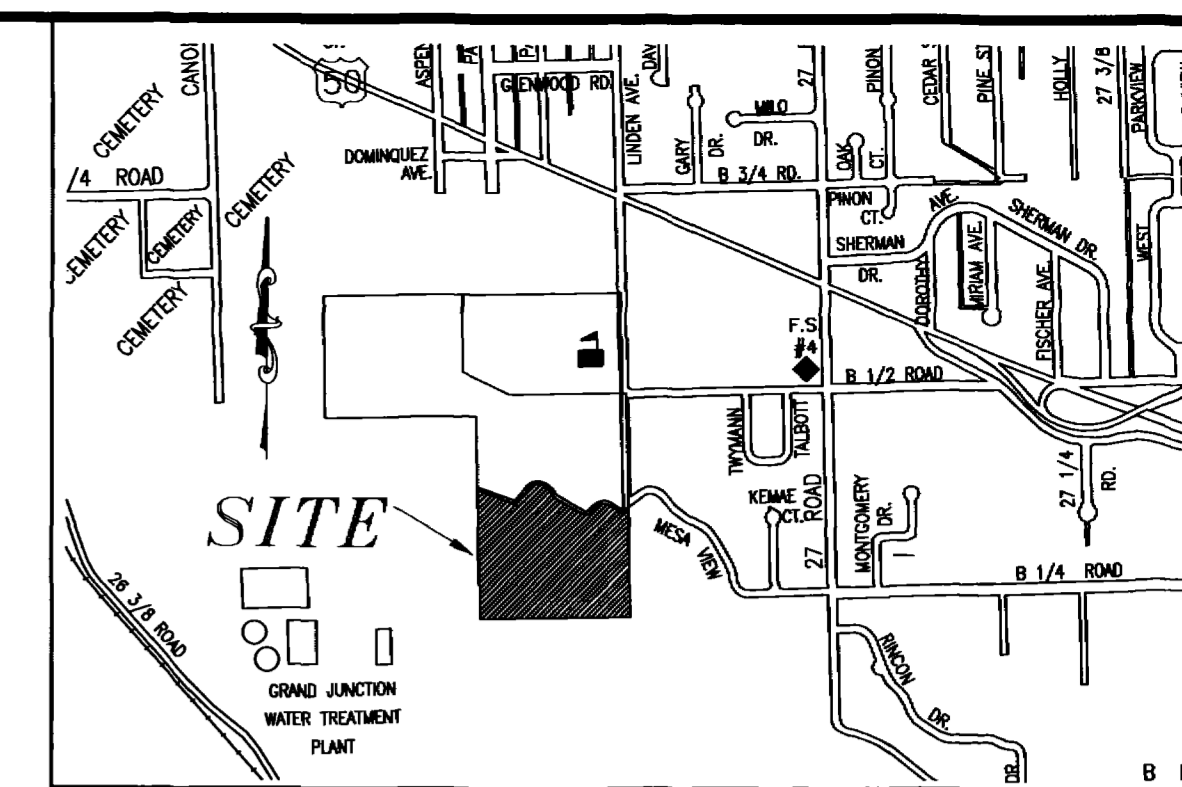 CEMETERY
/4 ROAD
CEMETERY
CEMETERY
CEMETERY
50
ASPEN
GLENWOOD RD.
DOMINQUEZ
AVE.
LINDEN AVE.
GARY
DR.
MILO
DR.
B 3/4 RD.
27
OAK
CT.
PINON
CEDAR
PINE ST
HOLLY
27 3/8
PARKVIEW
PINON
CT.
SHERMAN
DR.
AVE.
SHERMAN DR.
DOROTHY
MIRIAM AVE.
FISCHER AVE.
WEST
F.S.
#4
B 1/2 ROAD
TWYMANN
TALBOTT
27 ROAD
KEMAE
CT.
MESA VIEW
MONTGOMERY
DR.
27 1/4
RD.
B 1/4 ROAD
RINCON
DR.
DR.
SITE
26 3/8 ROAD
GRAND JUNCTION
WATER TREATMENT
PLANT
B